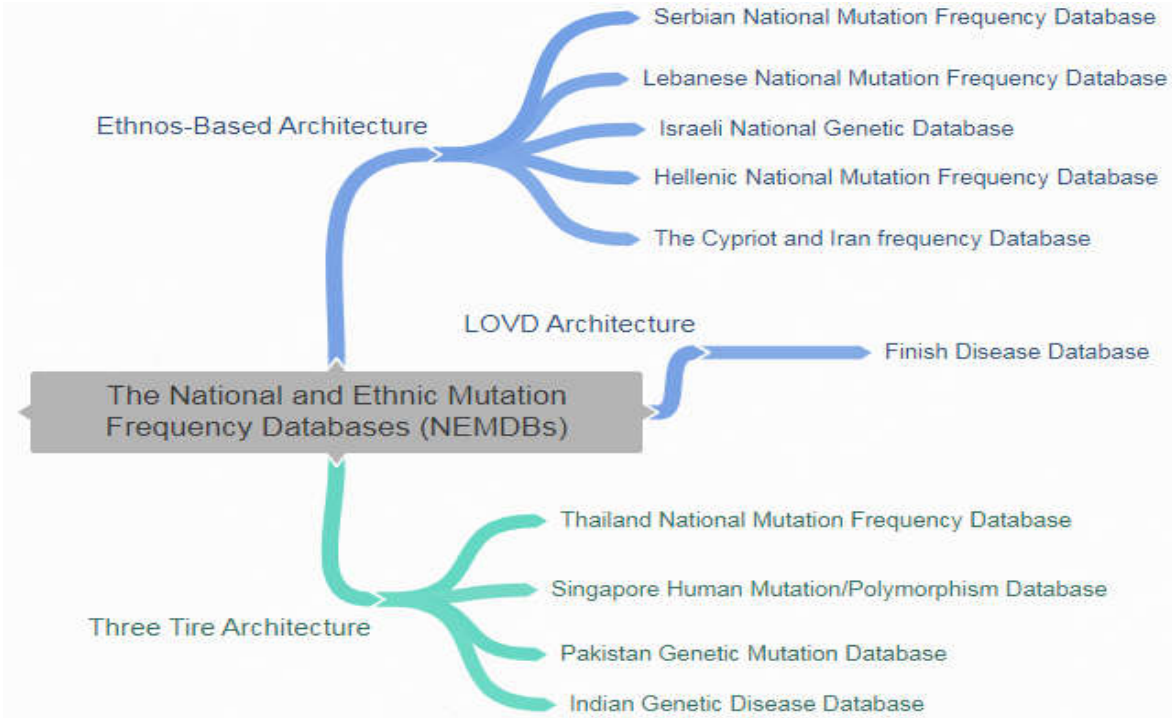 Serbian National Mutation Frequency Database
Lebanese National Mutation Frequency Database
Ethnos-Based Architecture
Israeli National Genetic Database
Hellenic National Mutation Frequency Database
The Cypriot and Iran frequency Database
LOVD Architecture
Finish Disease Database
The National and Ethnic Mutation
Frequency Databases (NEMDBs)
Thailand National Mutation Frequency Database
Singapore Human Mutation/Polymorphism Database
Three Tire Architecture
Pakistan Genetic Mutation Database
Indian Genetic Disease Database